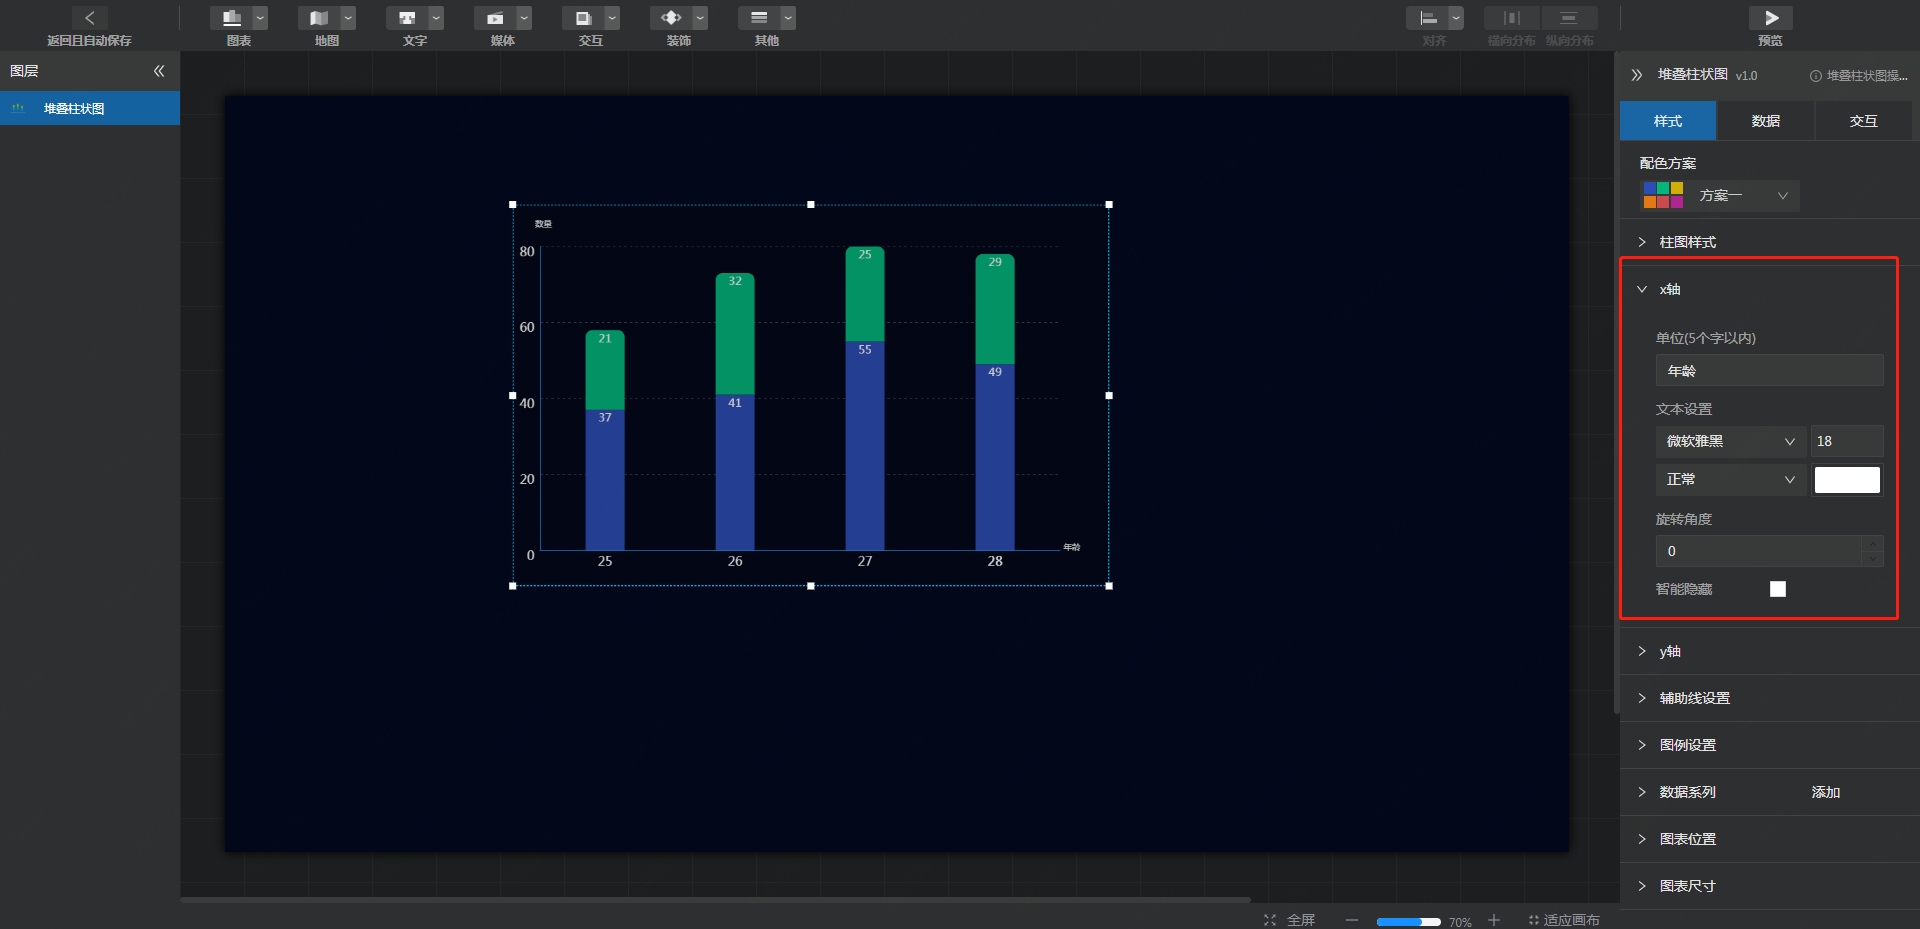 返回且自动保存
图表
地图
文字
媒体
交互
装饰
其他
对齐
横向分布
纵向分布
预览
图层
堆叠柱状图
堆叠柱状图 v1.0
堆叠柱状图操...
样式
数据
交互
配色方案
方案一
柱图样式
x轴
单位(5个字以内)
年龄
文本设置
微软雅黑
18
正常
旋转角度
0
智能隐藏
y轴
辅助线设置
图例设置
数据系列
添加
图表位置
图表尺寸
数量
80
60
40
20
0
21
37
32
41
25
55
29
49
25
26
27
28
年龄
全屏
70%
适应画布